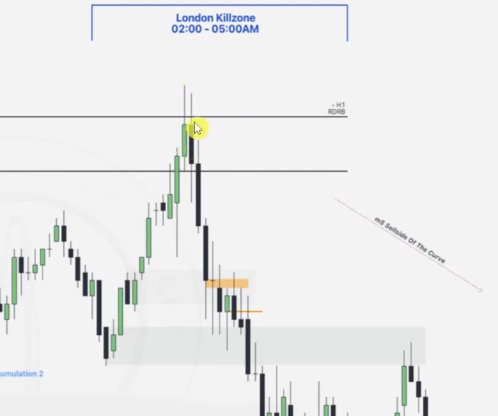 London Killzone
02:00 - 05:00AM
- H1
RDRB
m5 Sellside Of The Curve
umulation 2